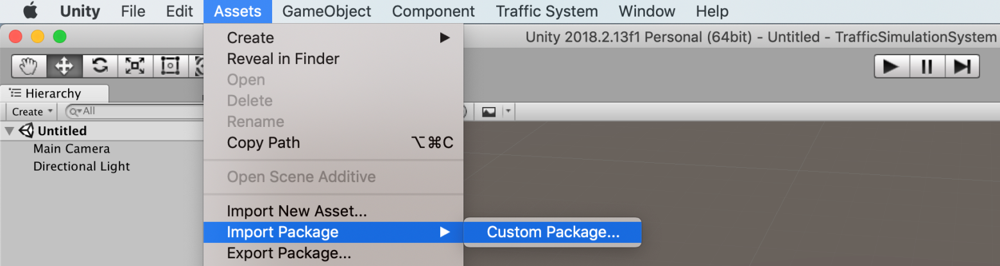 Unity File Edit Assets GameObject Component Traffic System Window Help
Unity 2018.2.13f1 Personal (64bit) - Untitled - TrafficSimulationSystem
Create
Reveal in Finder
Open
Delete
Rename
Copy Path ⌥⌘C
Open Scene Additive
Import New Asset...
Import Package
Custom Package...
Export Package...
Hierarchy
Create All
Untitled
Main Camera
Directional Light